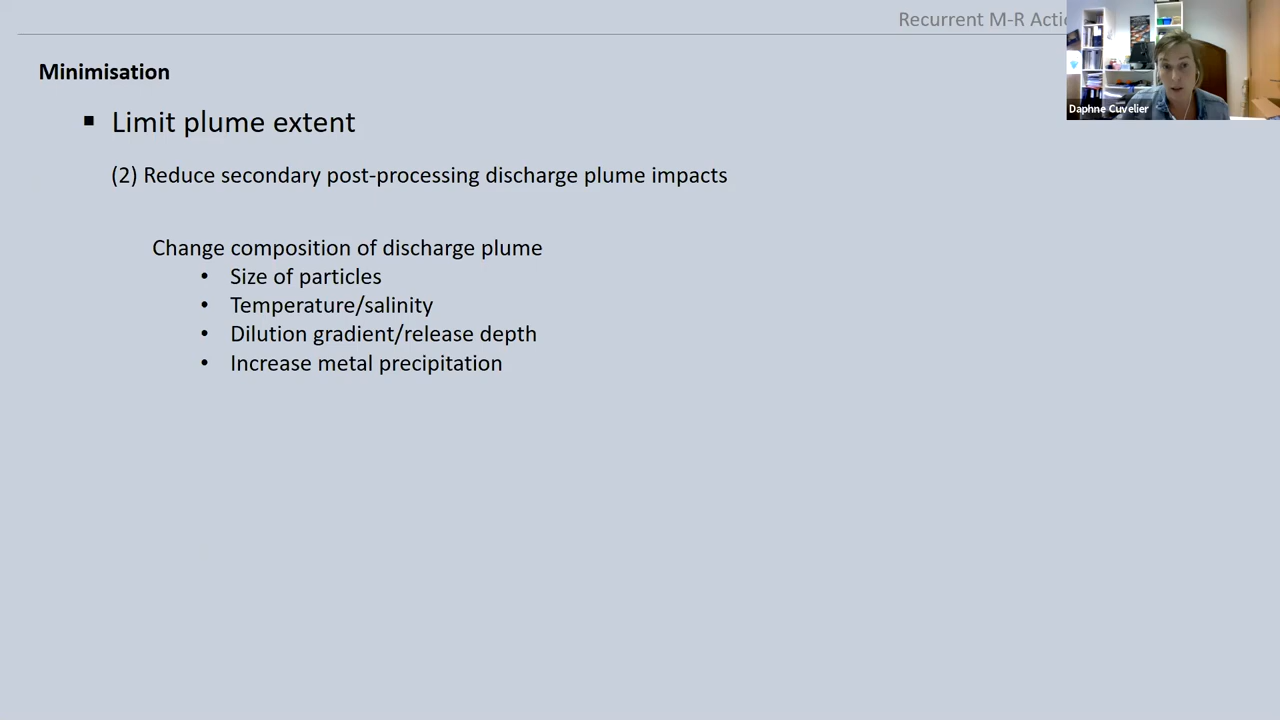 Recurrent M-R
Daphne Cuvelier
Minimisation
▪ Limit plume extent
(2) Reduce secondary post-processing discharge plume impacts
Change composition of discharge plume
• Size of particles
• Temperature/salinity
• Dilution gradient/release depth
• Increase metal precipitation